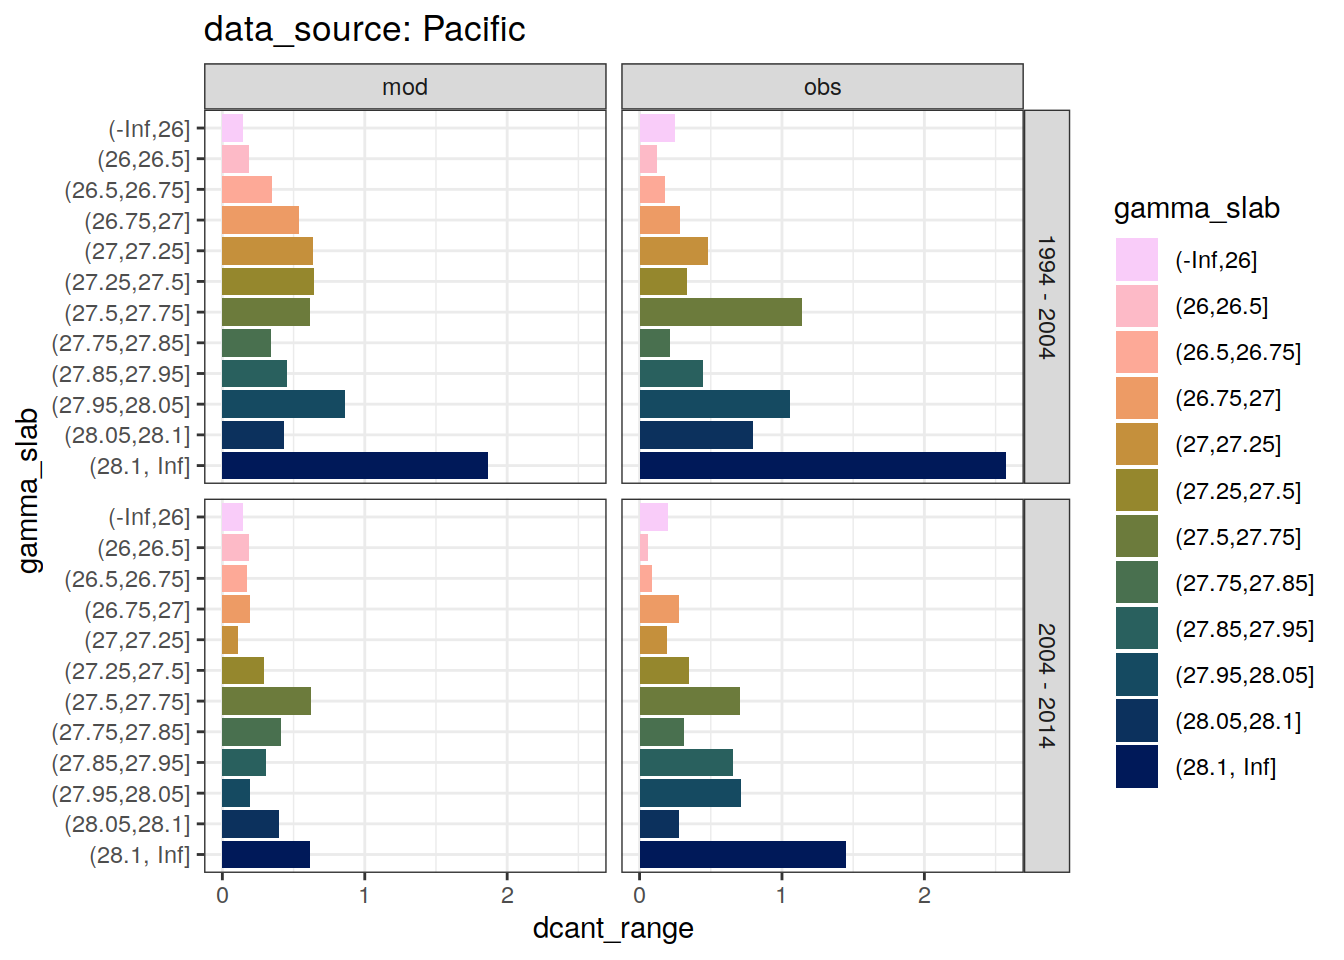 data_source: Pacific
mod
obs
(-Inf,26]
(26,26.5]
(26.5,26.75]
(26.75,27]
(27,27.25]
(27.25,27.5]
(27.5,27.75]
(27.75,27.85]
(27.85,27.95]
(27.95,28.05]
(28.05,28.1]
(28.1, Inf]
1994 - 2004
(-Inf,26]
(26,26.5]
(26.5,26.75]
(26.75,27]
(27,27.25]
(27.25,27.5]
(27.5,27.75]
(27.75,27.85]
(27.85,27.95]
(27.95,28.05]
(28.05,28.1]
(28.1, Inf]
2004 - 2014
gamma_slab
0 1 2
0 1 2
dcant_range
gamma_slab
(-Inf,26]
(26,26.5]
(26.5,26.75]
(26.75,27]
(27,27.25]
(27.25,27.5]
(27.5,27.75]
(27.75,27.85]
(27.85,27.95]
(27.95,28.05]
(28.05,28.1]
(28.1, Inf]